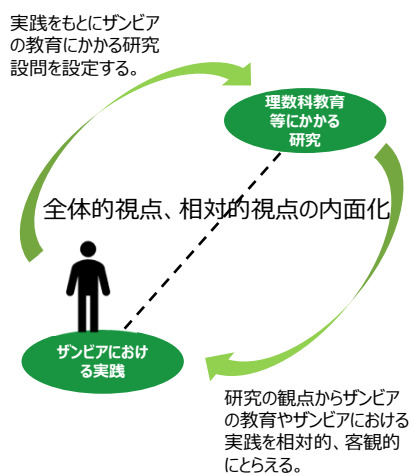 実践をもとにザンビア
の教育にかかる研究
設問を設定する。
理数科教育
等にかかる
研究
全体的視点、相対的視点の内面化
ザンビアにおけ
る実践
研究の観点からザンビア
の教育やザンビアにおける
実践を相対的、客観的
にとらえる。